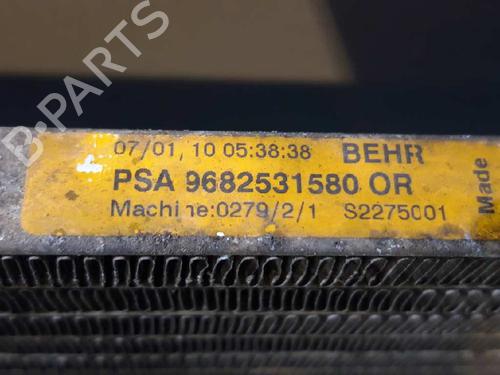 07/01, 10 05:38:38 BEHR
PSA 9682531580 OR
Machine:0279/2/1 S2275001
Made
B-PARTS